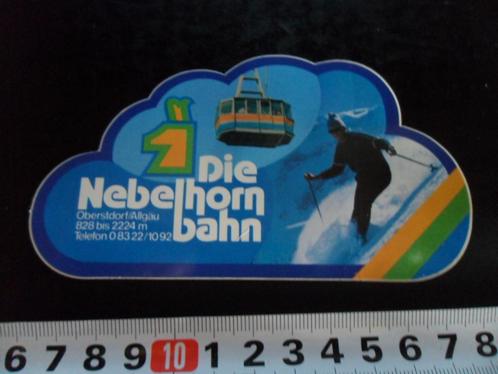 Die
Nebelhorn
bahn
Oberstdorf/Allgäu
828 bis 2224 m
Telefon 0 83 22/10 92
6 7 8 9 10 1 2 3 4 5 6 7 8